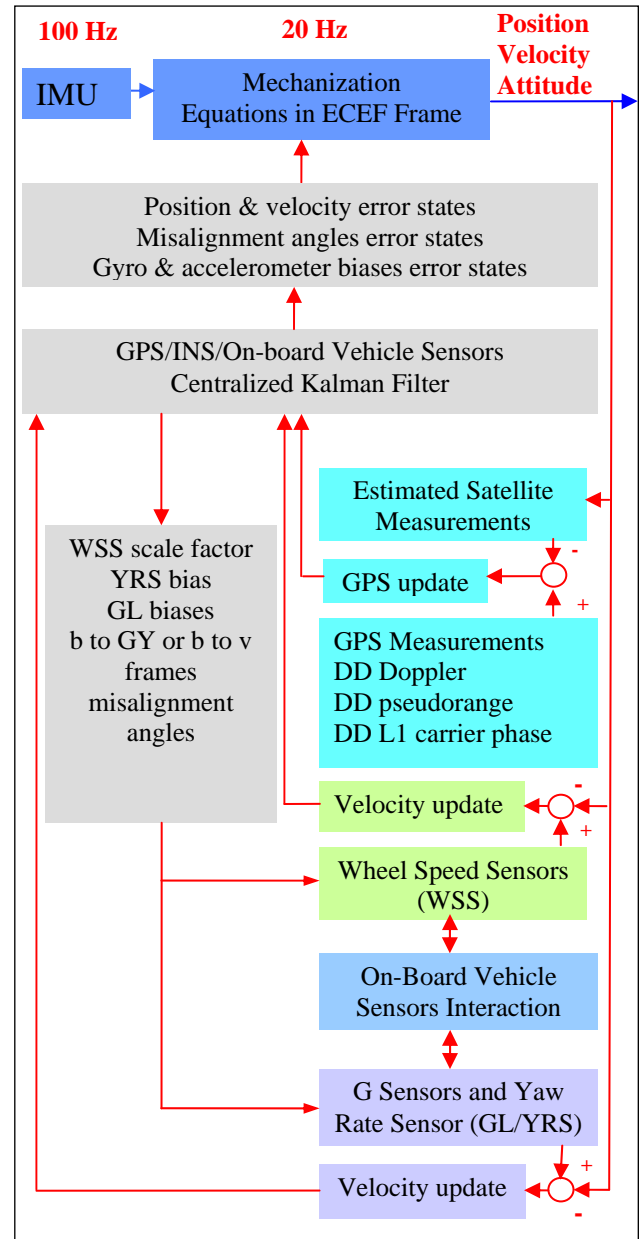 100 Hz
20 Hz
Position
Velocity
Attitude
IMU
Mechanization
Equations in ECEF Frame
Position & velocity error states
Misalignment angles error states
Gyro & accelerometer biases error states
GPS/INS/On-board Vehicle Sensors
Centralized Kalman Filter
Estimated Satellite
Measurements
-
WSS scale factor
YRS bias
GL biases
b to GY or b to v
frames
misalignment
angles
GPS update
+
GPS Measurements
DD Doppler
DD pseudorange
DD L1 carrier phase
Velocity update
-
+
Wheel Speed Sensors
(WSS)
On-Board Vehicle
Sensors Interaction
G Sensors and Yaw
Rate Sensor (GL/YRS)
+
Velocity update
-